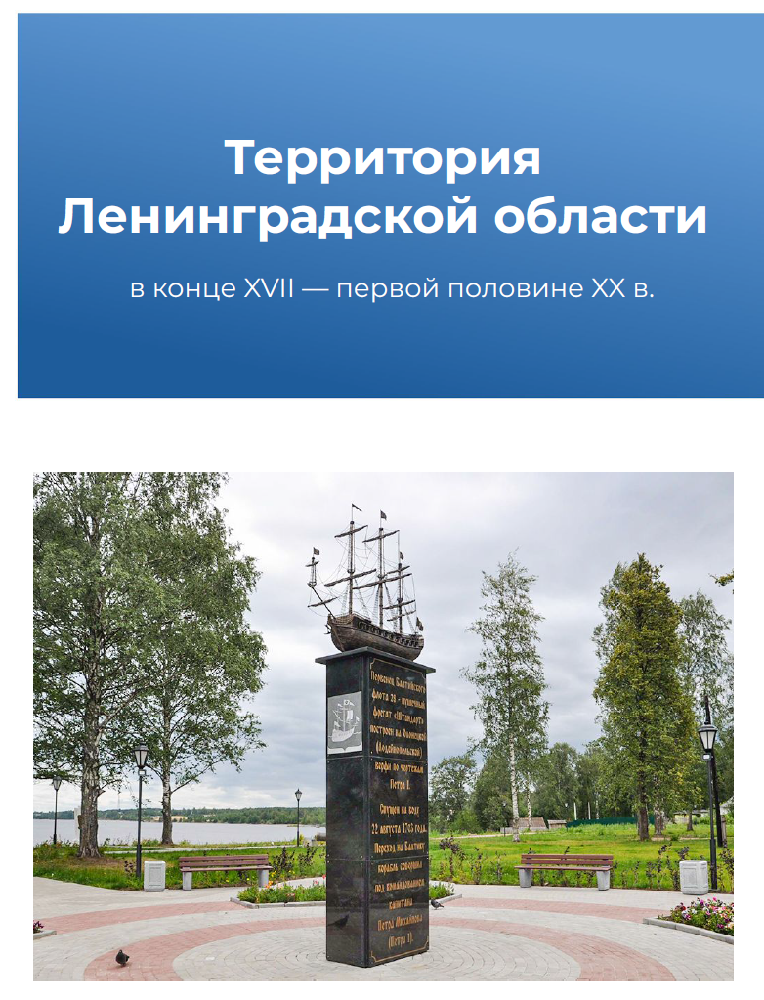 Территория
Ленинградской области
в конце XVII — первой половине XX в.
Первенец Балтийского
флота 28 - пушечный
фрегат «Штандартъ
построен на Олонецкой
(Лодейнопольской)
верфи по чертежам
Петра I.
Спущен на воду
22 августа 1703 года.
Переход на Балтику
корабль совершил
под командованием
капитана
Петра Михайлова
(Петра I).